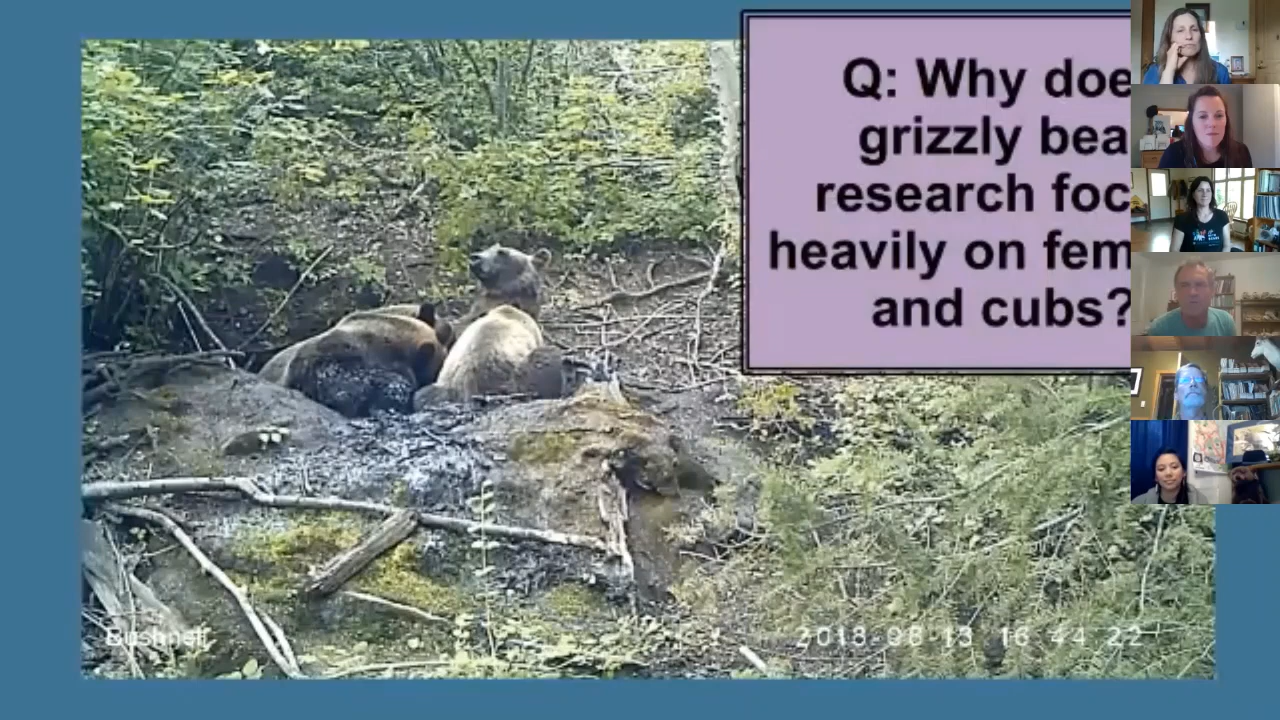 Q: Why doe
grizzly bea
research foc
heavily on fem
and cubs?
Bushnell
2018-08-13 16:44:22